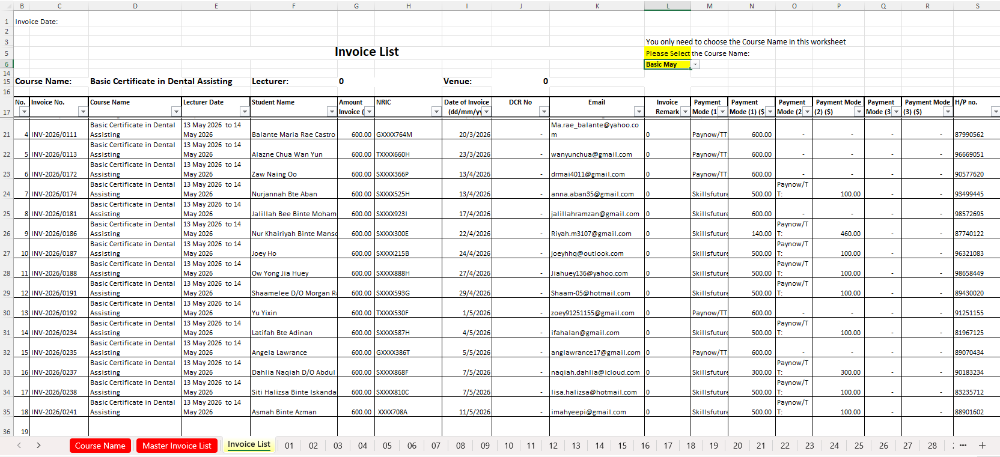 B C D E F G H I J K L M N O P Q R S
1 Invoice Date:
2
3 You only need to choose the Course Name in this worksheet
5 Invoice List Please Select the Course Name:
6 Basic May
14
15 Course Name: Basic Certificate in Dental Assisting Lecturer: 0 Venue: 0
16
No. Invoice No. Course Name Lecturer Date Student Name Amount NRIC Date of Invoice DCR No Email Invoice Payment Payment Payment Payment Mode Payment Payment Mode H/P no.
17 Invoice ( (dd/mm/yy Remark Mode (1 Mode (1) ($ Mode (2 (2) ($) Mode (3 (3) ($)
Basic Certificate in Dental 13 May 2026 to 14 Ma.rae_balante@yahoo.co
21 4 INV-2026/0111 Assisting May 2026 Balante Maria Rae Castro 600.00 GXXXX764M 20/3/2026 - m 0 Paynow/TT 600.00 - - - - 87990562
Basic Certificate in Dental 13 May 2026 to 14
22 5 INV-2026/0113 Assisting May 2026 Alazne Chua Wan Yun 600.00 TXXXX660H 23/3/2026 - wanyunchua@gmail.com 0 Paynow/TT 600.00 - - - - 96669051
Basic Certificate in Dental 13 May 2026 to 14
23 6 INV-2026/0172 Assisting May 2026 Zaw Naing Oo 600.00 SXXXX366P 13/4/2026 - drmai4011@gmail.com 0 Paynow/TT 600.00 - - - - 90577620
Basic Certificate in Dental 13 May 2026 to 14 Paynow/T
24 7 INV-2026/0174 Assisting May 2026 Nurjannah Bte Aban 600.00 SXXXX525H 13/4/2026 - anna.aban35@gmail.com 0 Skillsfuture 500.00 T: 100.00 - - 93499445
Basic Certificate in Dental 13 May 2026 to 14
25 8 INV-2026/0181 Assisting May 2026 Jalillah Bee Binte Moham 600.00 SXXXX923I 17/4/2026 - jalillahramzan@gmail.com 0 Skillsfuture 600.00 - - - - 98572695
Basic Certificate in Dental 13 May 2026 to 14 Paynow/T
26 9 INV-2026/0186 Assisting May 2026 Nur Khairiyah Binte Manso 600.00 SXXXX300E 22/4/2026 - Riyah.m3107@gmail.com 0 Skillsfuture 140.00 T: 460.00 - - 87740122
Basic Certificate in Dental 13 May 2026 to 14 Paynow/T
27 10 INV-2026/0187 Assisting May 2026 Joey Ho 600.00 SXXXX215B 24/4/2026 - joeyhhq@outlook.com 0 Skillsfuture 500.00 T: 100.00 - - 96321083
Basic Certificate in Dental 13 May 2026 to 14 Paynow/T
28 11 INV-2026/0188 Assisting May 2026 Ow Yong Jia Huey 600.00 SXXXX888H 27/4/2026 - Jiahuey136@yahoo.com 0 Skillsfuture 500.00 T: 100.00 - - 98658449
Basic Certificate in Dental 13 May 2026 to 14 Paynow/T
29 12 INV-2026/0191 Assisting May 2026 Shaamelee D/O Morgan Ra 600.00 SXXXX593G 29/4/2026 - Shaam-05@hotmail.com 0 Skillsfuture 500.00 T: 100.00 - - 89430020
Basic Certificate in Dental 13 May 2026 to 14
30 13 INV-2026/0192 Assisting May 2026 Yu Yixin 600.00 TXXXX530F 1/5/2026 - zoey91251155@gmail.com 0 Paynow/TT 600.00 - - - - 91251155
Basic Certificate in Dental 13 May 2026 to 14 Paynow/T
31 14 INV-2026/0234 Assisting May 2026 Latifah Bte Adinan 600.00 SXXXX587H 4/5/2026 - ifahalan@gmail.com 0 Skillsfuture 500.00 T: 100.00 - - 81967125
Basic Certificate in Dental 13 May 2026 to 14
32 15 INV-2026/0235 Assisting May 2026 Angela Lawrance 600.00 GXXXX386T 5/5/2026 - anglawrance17@gmail.com 0 Paynow/TT 600.00 - - - - 89070434
Basic Certificate in Dental 13 May 2026 to 14 Paynow/T
33 16 INV-2026/0237 Assisting May 2026 Dahlia Naqiah D/O Abdul 600.00 SXXXX868F 7/5/2026 - naqiah.dahlia@icloud.com 0 Skillsfuture 300.00 T: 300.00 - - 90183234
Basic Certificate in Dental 13 May 2026 to 14 Paynow/T
34 17 INV-2026/0238 Assisting May 2026 Siti Halizsa Binte Iskanda 600.00 SXXXX810C 7/5/2026 - lisa.halizsa@hotmail.com 0 Skillsfuture 500.00 T: 100.00 - - 83235712
Basic Certificate in Dental 13 May 2026 to 14 Paynow/T
35 18 INV-2026/0241 Assisting May 2026 Asmah Binte Azman 600.00 XXXX708A 11/5/2026 - imahyeepi@gmail.com 0 Skillsfuture 500.00 T: 100.00 - - 88901602
36 19
Course Name Master Invoice List Invoice List 01 02 03 04 05 06 07 08 09 10 11 12 13 14 15 16 17 18 19 20 21 22 23 24 25 26 27 28